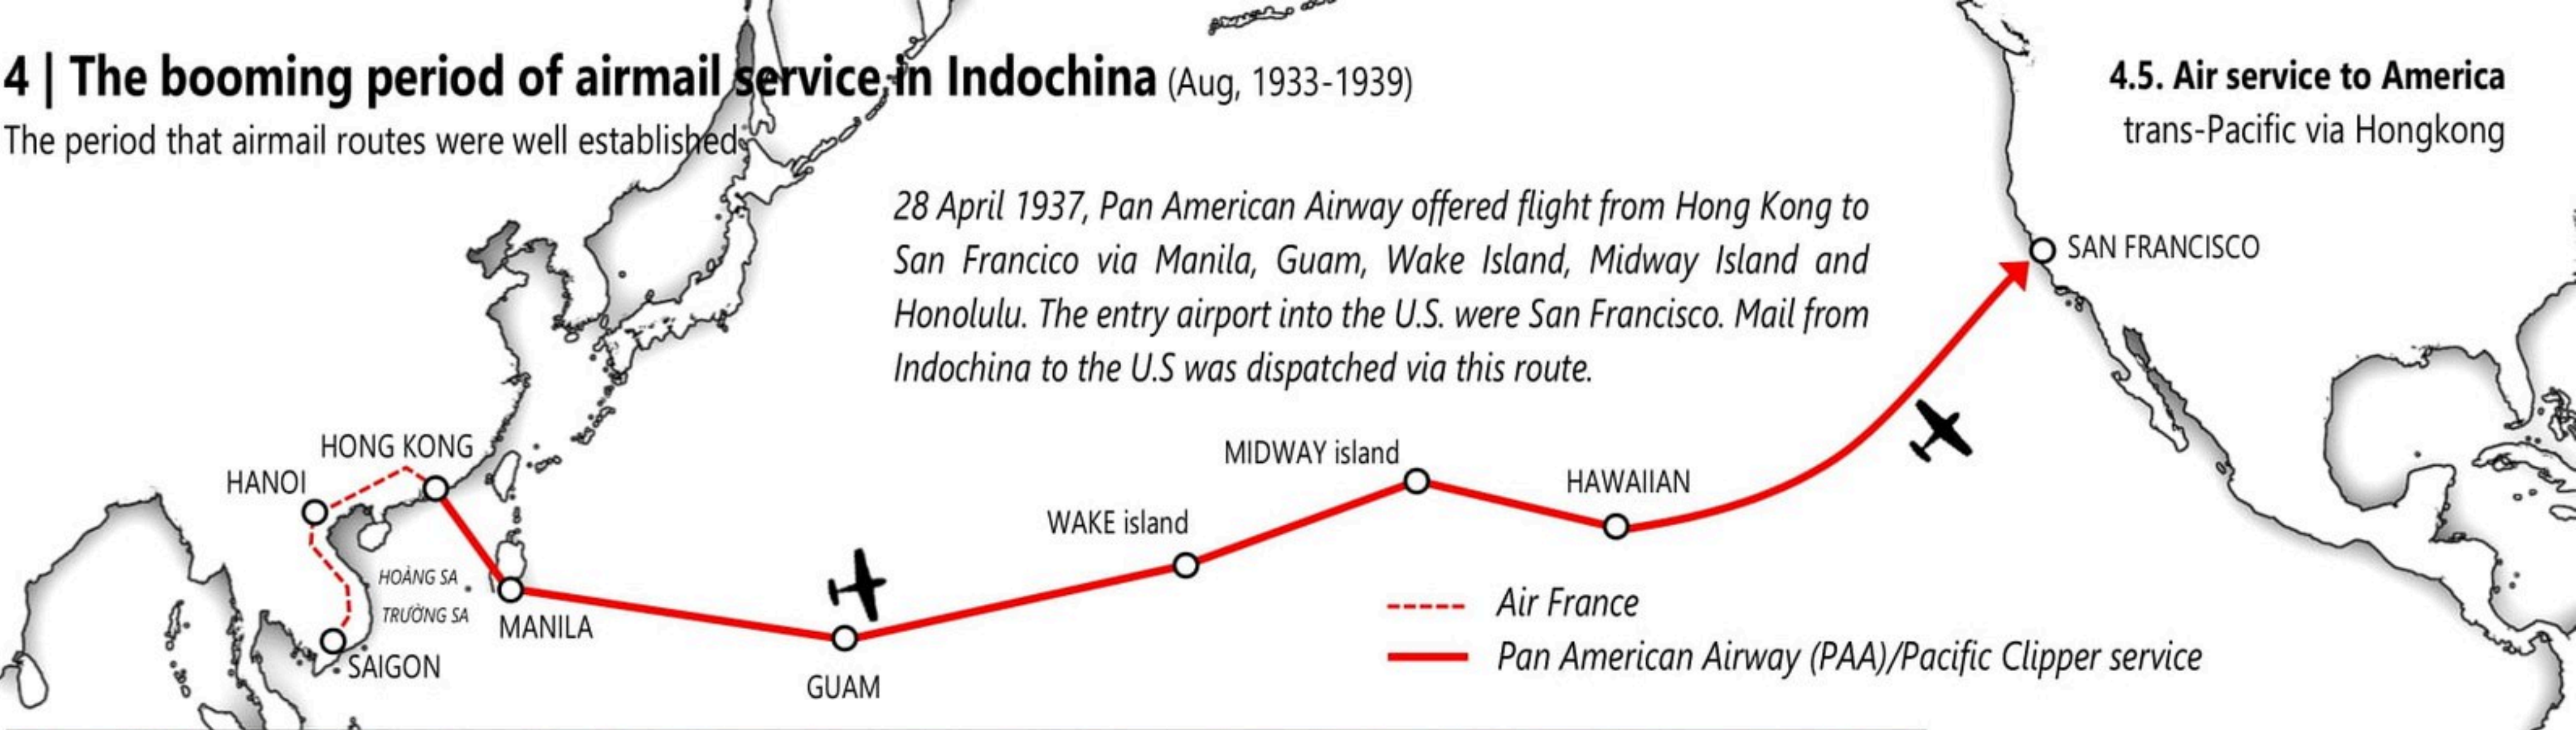 4 | The booming period of airmail service in Indochina (Aug, 1933-1939)
The period that airmail routes were well established
4.5. Air service to America
trans-Pacific via Hongkong
28 April 1937, Pan American Airway offered flight from Hong Kong to
San Francico via Manila, Guam, Wake Island, Midway Island and
Honolulu. The entry airport into the U.S. were San Francisco. Mail from
Indochina to the U.S was dispatched via this route.
SAN FRANCISCO
HONG KONG
HANOI
MIDWAY island
HAWAIIAN
WAKE island
HOÀNG SA
TRƯỜNG SA
MANILA
SAIGON
GUAM
Air France
Pan American Airway (PAA)/Pacific Clipper service